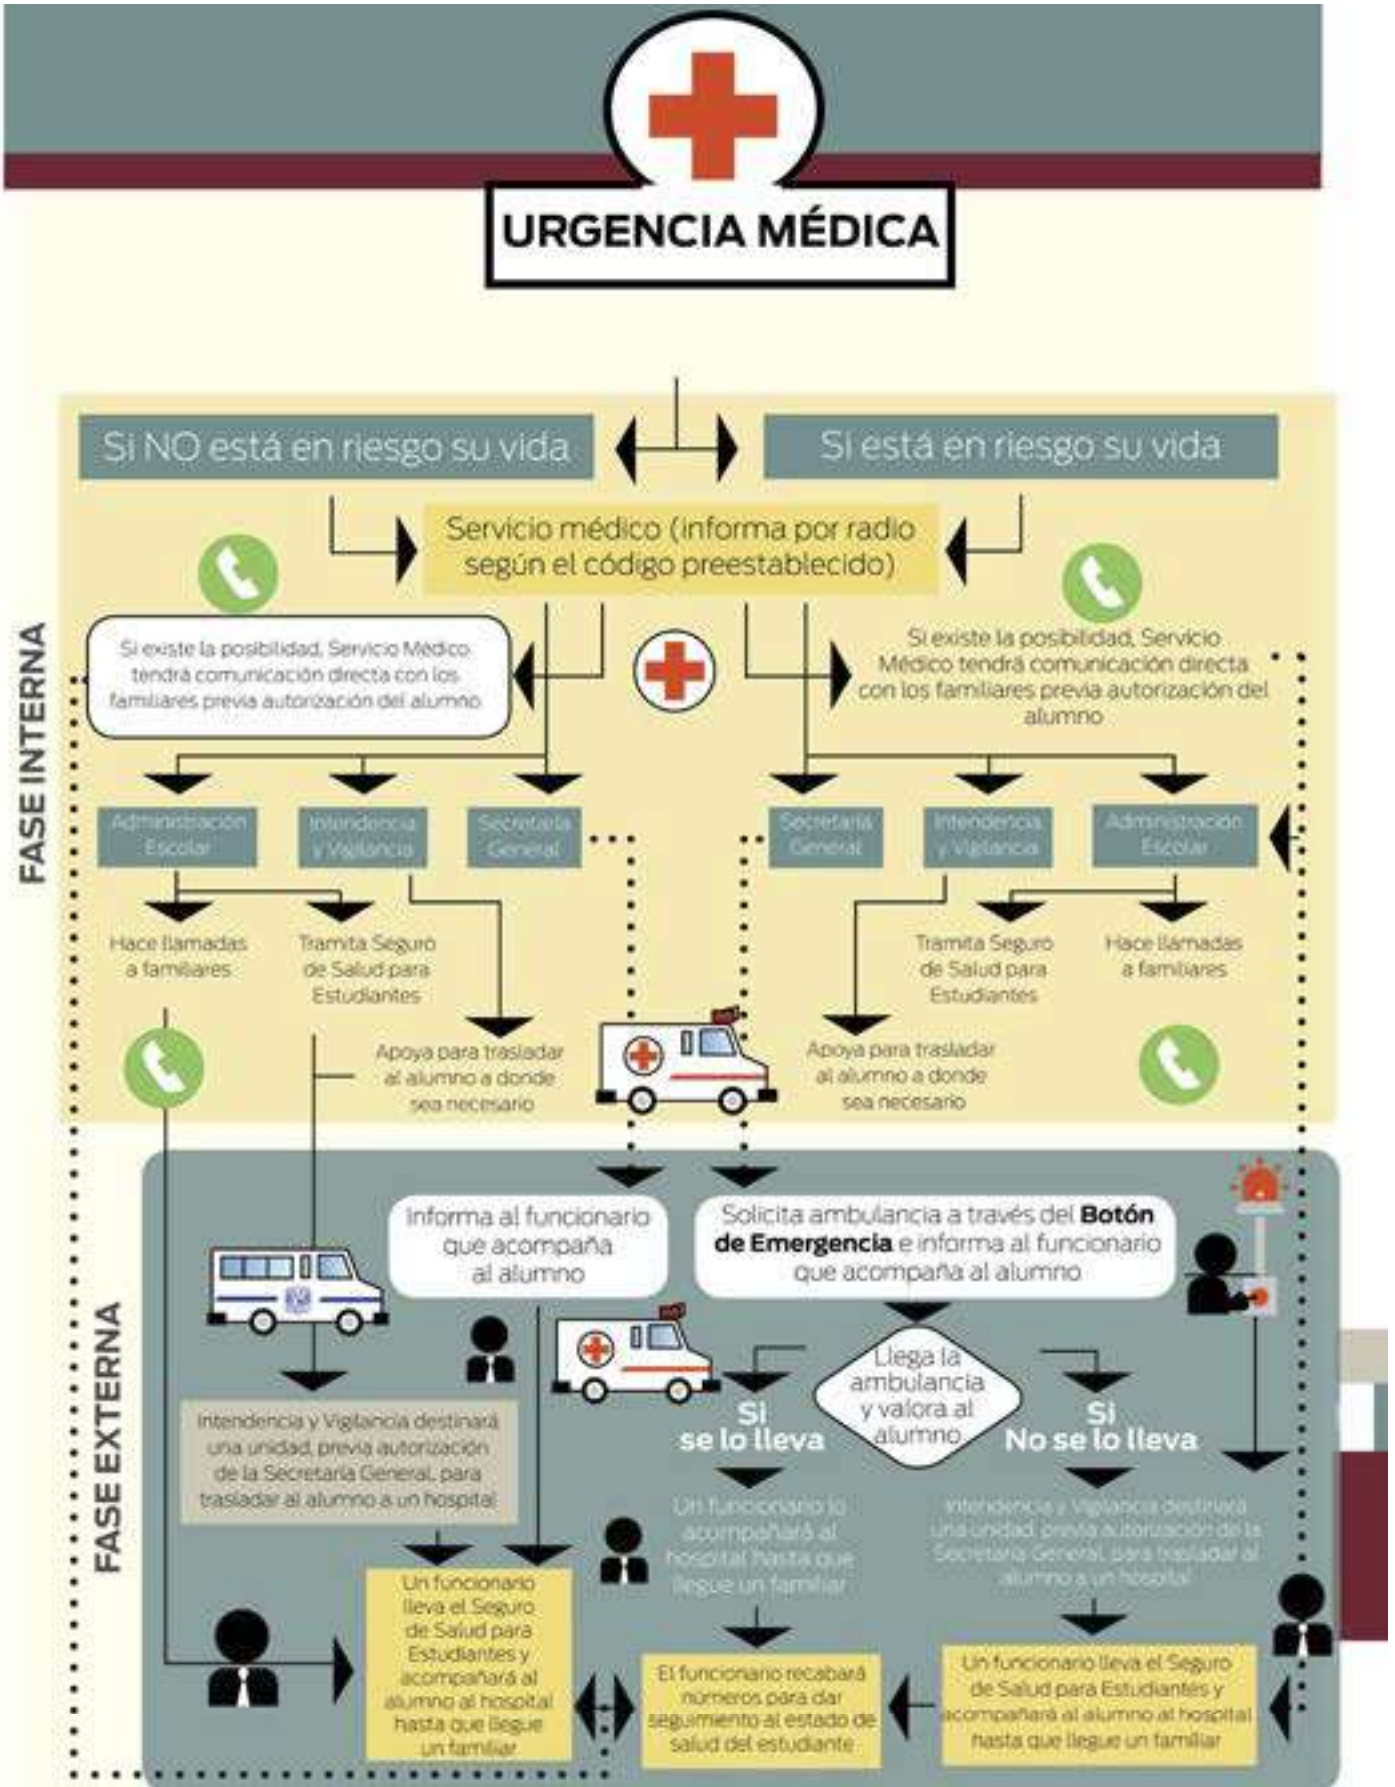 URGENCIA MÉDICA
Si NO está en riesgo su vida
Si está en riesgo su vida
Servicio médico (informa por radio
según el código preestablecido)
Si existe la posibilidad, Servicio Médico
tendrá comunicación directa con los
familiares previa autorización del alumno
Si existe la posibilidad, Servicio
Médico tendrá comunicación directa
con los familiares previa autorización del
alumno
FASE INTERNA
Administración
Escolar
Intendencia
y Vigilancia
Secretaría
General
Secretaría
General
Intendencia
y Vigilancia
Administración
Escolar
Hace llamadas
a familiares
Tramita Seguro
de Salud para
Estudiantes
Apoya para trasladar
al alumno a donde
sea necesario
Apoya para trasladar
al alumno a donde
sea necesario
Tramita Seguro
de Salud para
Estudiantes
Hace llamadas
a familiares
FASE EXTERNA
Informa al funcionario
que acompaña
al alumno
Solicita ambulancia a través del Botón
de Emergencia e informa al funcionario
que acompaña al alumno
Llega la
ambulancia
y valora al
alumno
Si
se lo lleva
Si
No se lo lleva
Intendencia y Vigilancia destinará
una unidad, previa autorización
de la Secretaría General, para
trasladar al alumno a un hospital
Un funcionario lo
acompañará al
hospital hasta que
llegue un familiar
Intendencia y Vigilancia destinará
una unidad, previa autorización de la
Secretaría General, para trasladar al
alumno a un hospital
Un funcionario
lleva el Seguro
de Salud para
Estudiantes y
acompañará al
alumno al hospital
hasta que llegue
un familiar
El funcionario recabará
números para dar
seguimiento al estado de
salud del estudiante
Un funcionario lleva el Seguro
de Salud para Estudiantes y
acompañará al alumno al hospital
hasta que llegue un familiar